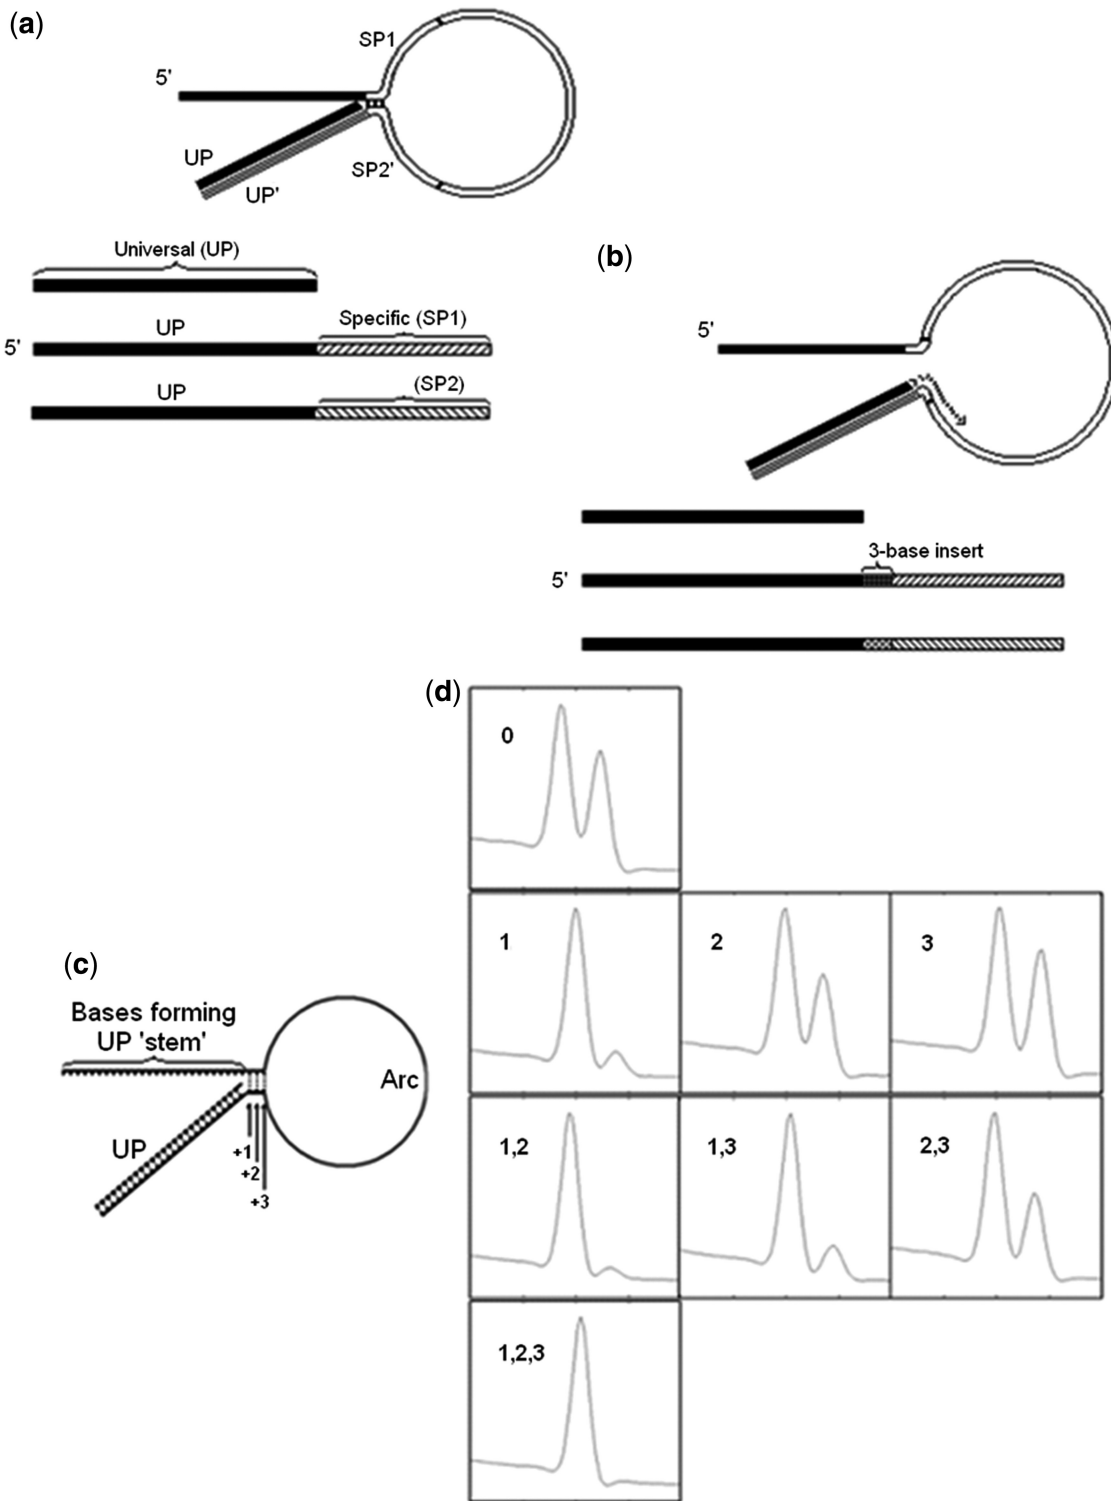 (a)
SP1
5'
UP
SP2'
UP'
Universal (UP)
UP
Specific (SP1)
5'
UP
(SP2)
(b)
5'
3-base insert
5'
(c)
Bases forming
UP 'stem'
Arc
UP
+1
+2
+3
(d)
0
1
2
3
1,2
1,3
2,3
1,2,3